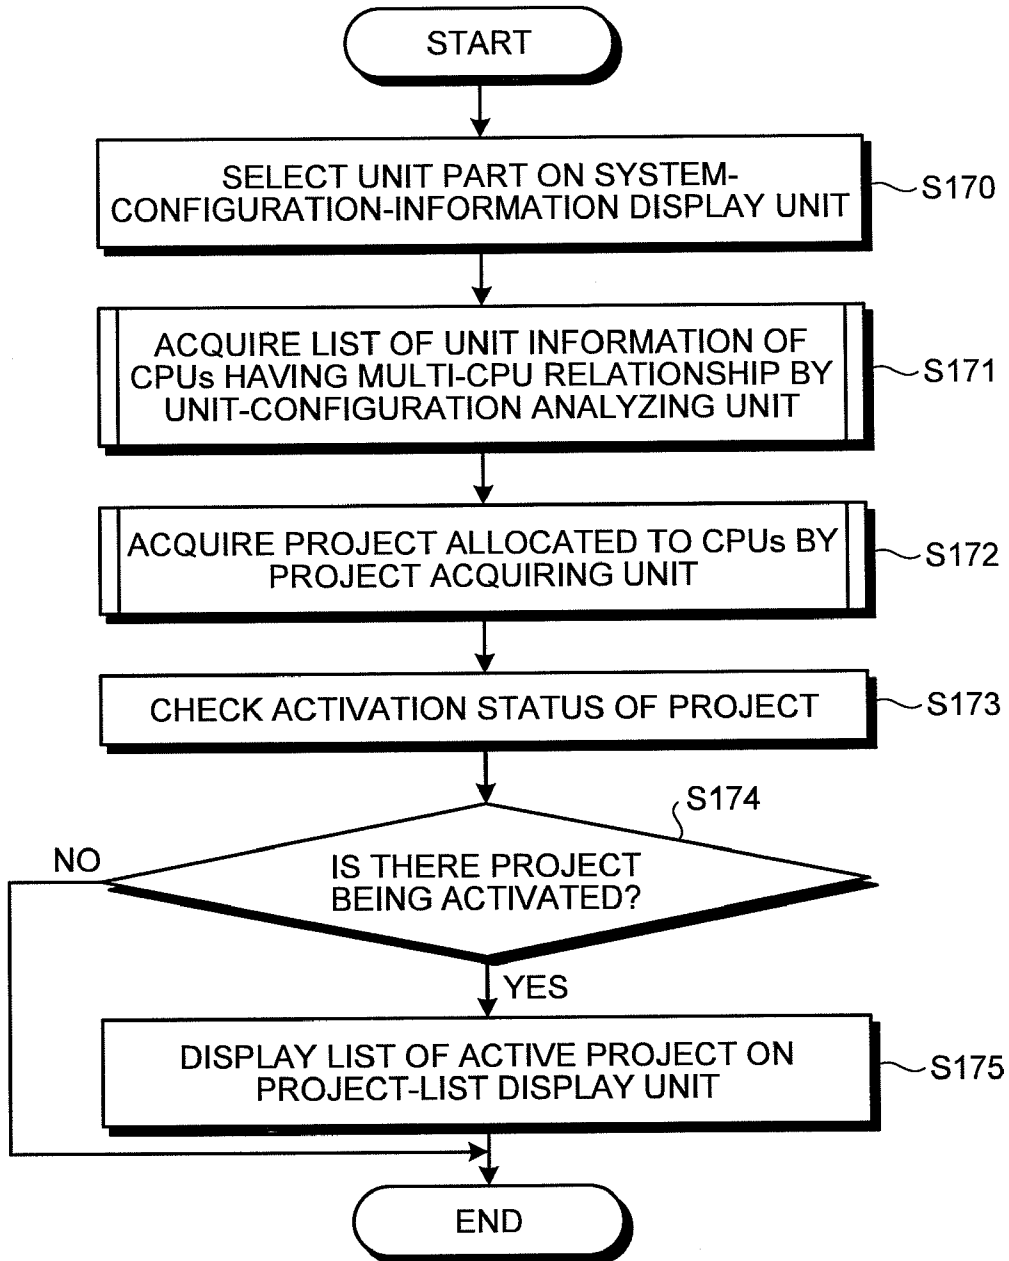 START
SELECT UNIT PART ON SYSTEM-
CONFIGURATION-INFORMATION DISPLAY UNIT
S170
ACQUIRE LIST OF UNIT INFORMATION OF
CPUs HAVING MULTI-CPU RELATIONSHIP BY
UNIT-CONFIGURATION ANALYZING UNIT
S171
ACQUIRE PROJECT ALLOCATED TO CPUs BY
PROJECT ACQUIRING UNIT
S172
CHECK ACTIVATION STATUS OF PROJECT
S173
S174
NO
IS THERE PROJECT
BEING ACTIVATED?
YES
DISPLAY LIST OF ACTIVE PROJECT ON
PROJECT-LIST DISPLAY UNIT
S175
END